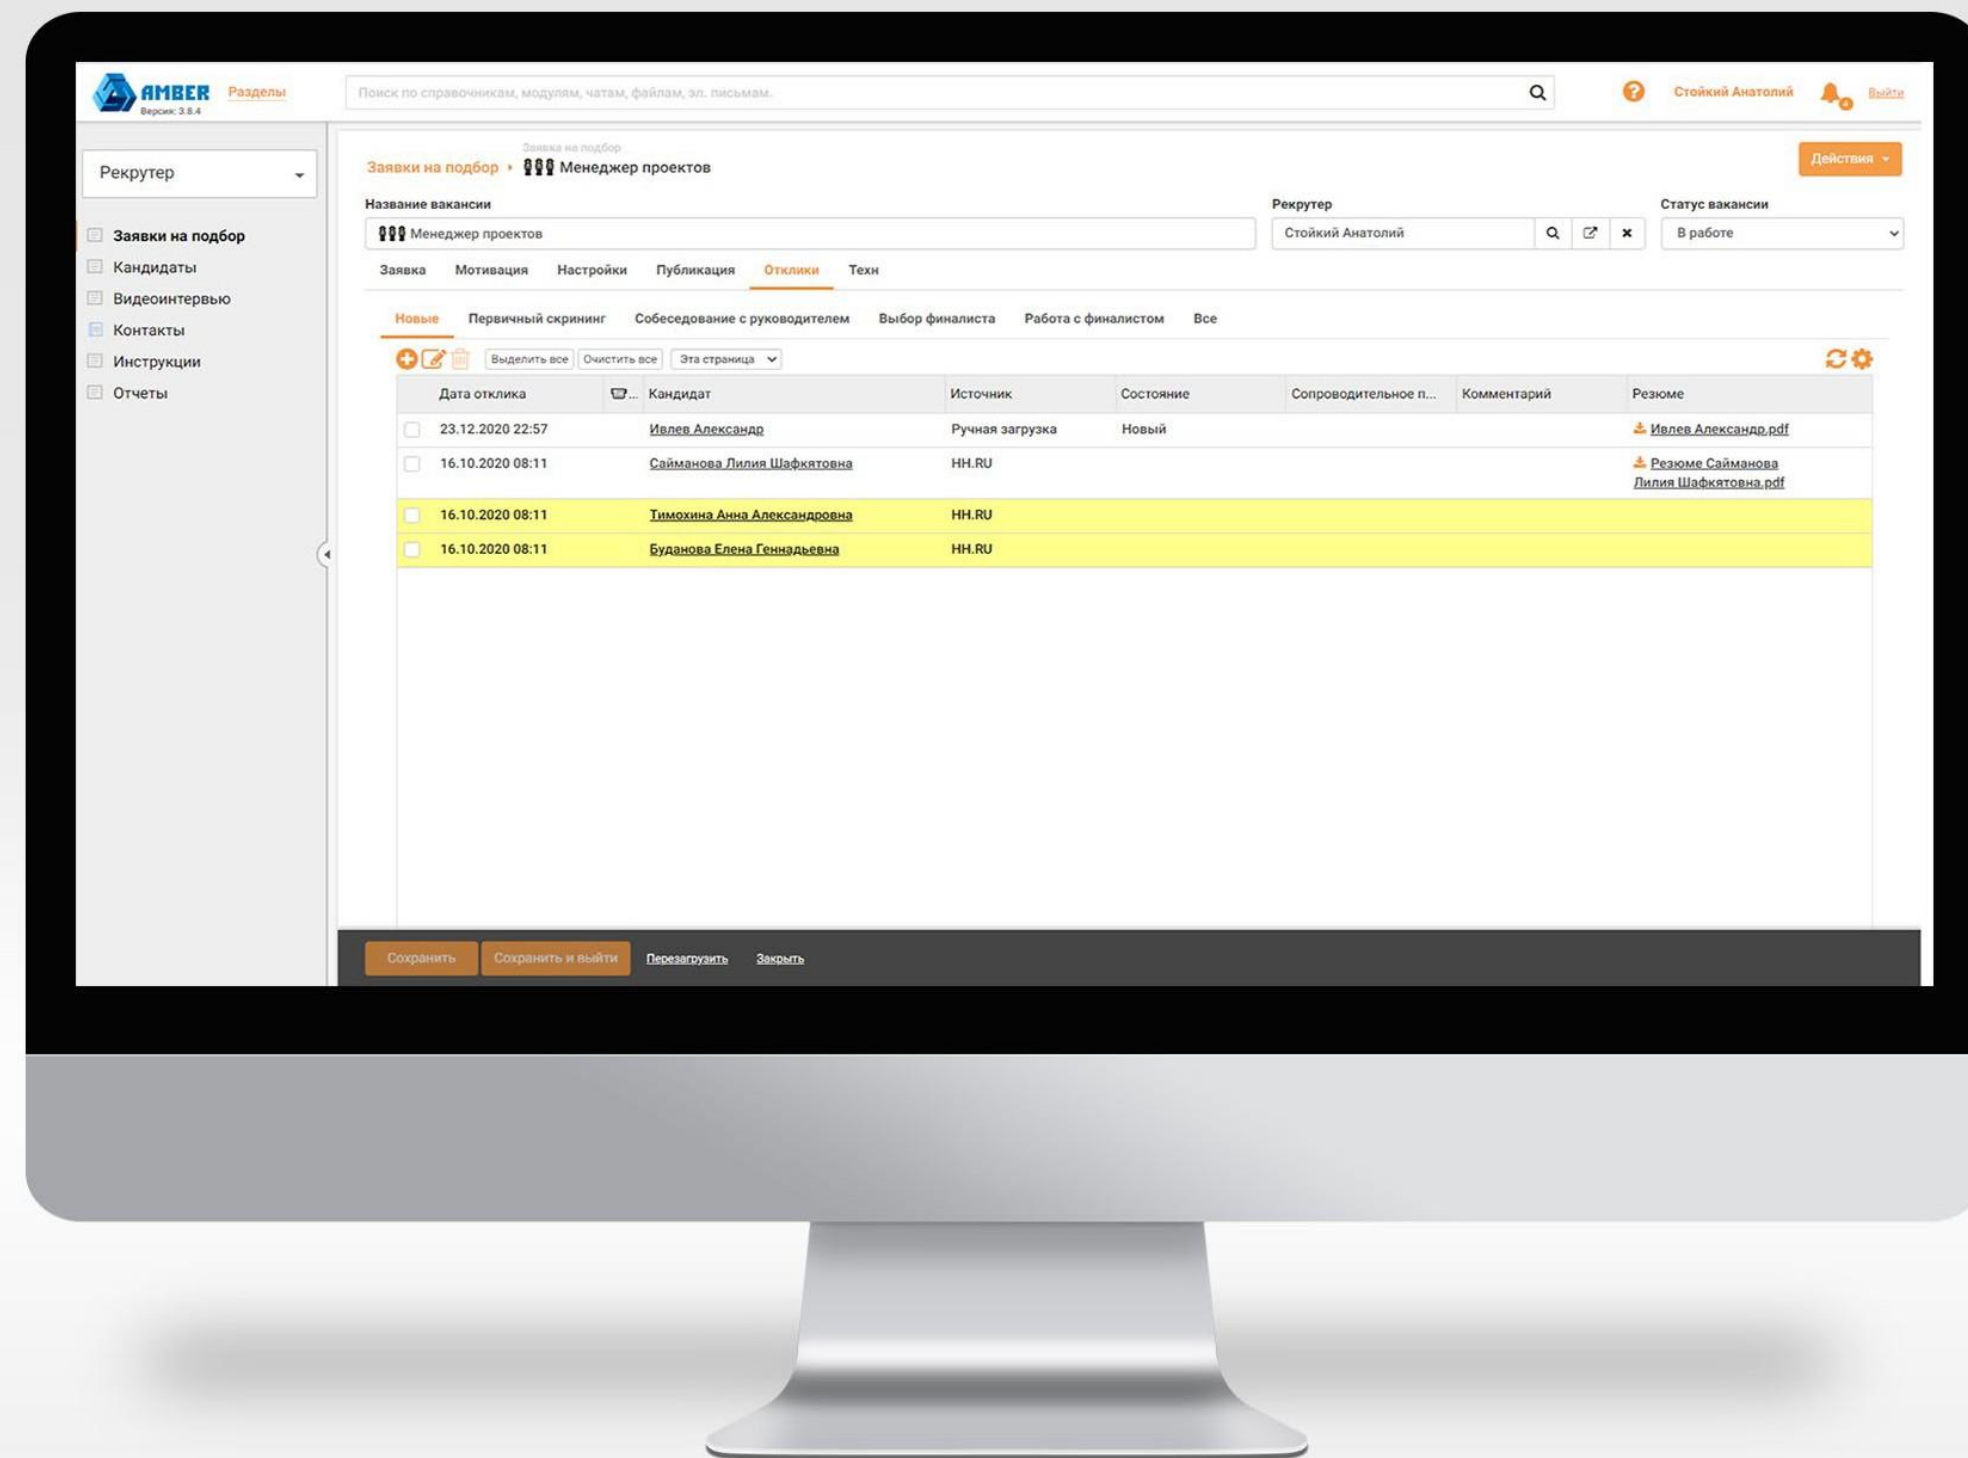 AMBER
Версия: 3.8.4
Разделы
Поиск по справочникам, модулям, чатам, файлам, эл. письмам.
Стойкий Анатолий
4
Выйти
Рекрутер
Заявки на подбор
Кандидаты
Видеоинтервью
Контакты
Инструкции
Отчеты
Заявка на подбор
Заявки на подбор Менеджер проектов
Действия
Название вакансии
Менеджер проектов
Рекрутер
Стойкий Анатолий
Статус вакансии
В работе
Заявка Мотивация Настройки Публикация Отклики Техн
Новые Первичный скрининг Собеседование с руководителем Выбор финалиста Работа с финалистом Все
Выделить все Очистить все Эта страница
Дата отклика ... Кандидат Источник Состояние Сопроводительное п... Комментарий Резюме
23.12.2020 22:57 Ивлев Александр Ручная загрузка Новый Ивлев Александр.pdf
16.10.2020 08:11 Сайманова Лилия Шафкятовна HH.RU Резюме Сайманова
Лилия Шафкятовна.pdf
16.10.2020 08:11 Тимохина Анна Александровна HH.RU
16.10.2020 08:11 Буданова Елена Геннадьевна HH.RU
Сохранить Сохранить и выйти Перезагрузить Закрыть